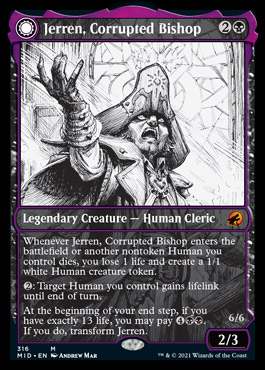 Jerren, Corrupted Bishop 2
Legendary Creature — Human Cleric
Whenever Jerren, Corrupted Bishop enters the
battlefield or another nontoken Human you
control dies, you lose 1 life and create a 1/1
white Human creature token.
2: Target Human you control gains lifelink
until end of turn.
At the beginning of your end step, if you
have exactly 13 life, you may pay 4
If you do, transform Jerren.
6/6
2/3
316 M
MID • EN ANDREW MAR
™ & © 2021 Wizards of the Coast